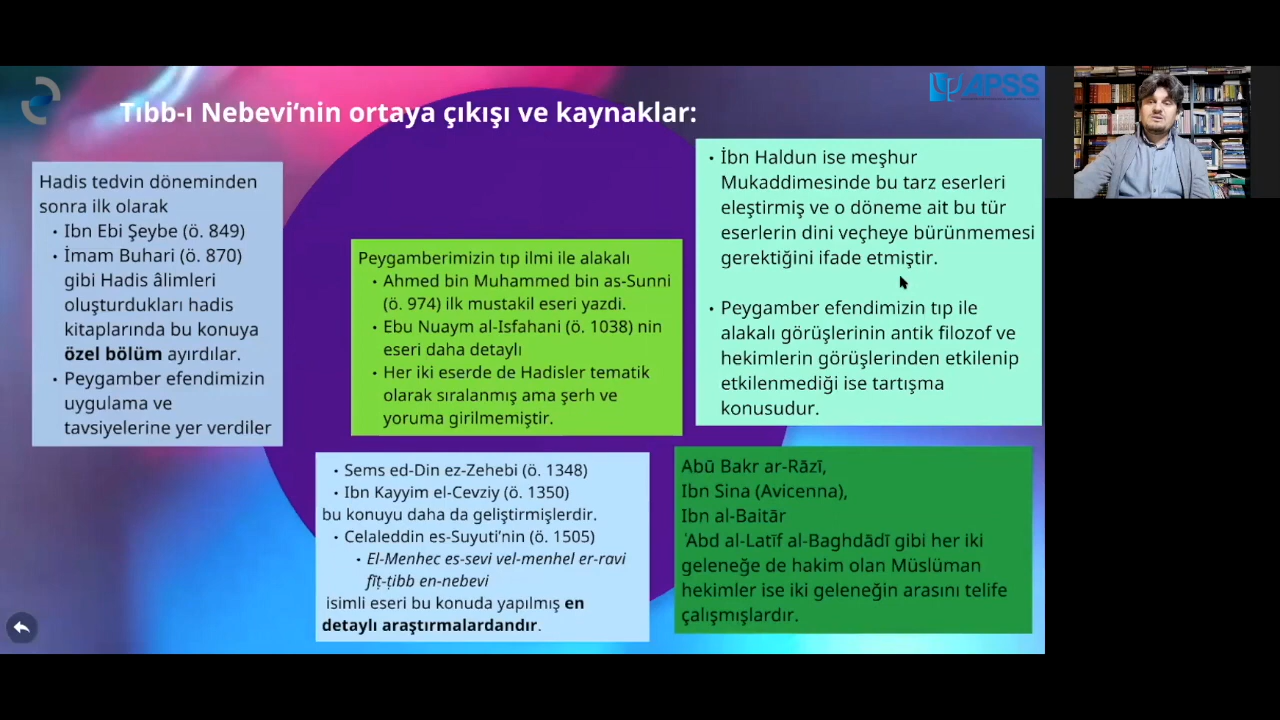 APSS
Tıbb-ı Nebevi’nin ortaya çıkışı ve kaynaklar:
Hadis tedvin döneminden
sonra ilk olarak
• Ibn Ebi Şeybe (ö. 849)
• İmam Buhari (ö. 870)
gibi Hadis âlimleri
oluşturdukları hadis
kitaplarında bu konuya
özel bölüm ayırdılar.
• Peygamber efendimizin
uygulama ve
tavsiyelerine yer verdiler
Peygamberimizin tıp ilmi ile alakalı
• Ahmed bin Muhammed bin as-Sunni
(ö. 974) ilk mustakil eseri yazdi.
• Ebu Nuaym al-Isfahani (ö. 1038) nin
eseri daha detaylı
• Her iki eserde de Hadisler tematik
olarak sıralanmış ama şerh ve
yoruma girilmemiştir.
• İbn Haldun ise meşhur
Mukaddimesinde bu tarz eserleri
eleştirmiş ve o döneme ait bu tür
eserlerin dini veçheye bürünmemesi
gerektiğini ifade etmiştir.
• Peygamber efendimizin tıp ile
alakalı görüşlerinin antik filozof ve
hekimlerin görüşlerinden etkilenip
etkilenmediği ise tartışma
konusudur.
• Sems ed-Din ez-Zehebi (ö. 1348)
• Ibn Kayyim el-Cevziy (ö. 1350)
bu konuyu daha da geliştirmişlerdir.
• Celaleddin es-Suyuti’nin (ö. 1505)
• El-Menhec es-sevi vel-menhel er-ravi
fīṭ-ṭibb en-nebevi
isimli eseri bu konuda yapılmış en
detaylı araştırmalardandır.
Abū Bakr ar-Rāzī,
Ibn Sina (Avicenna),
Ibn al-Baitār
ʿAbd al-Latīf al-Baghdādī gibi her iki
geleneğe de hakim olan Müslüman
hekimler ise iki geleneğin arasını telife
çalışmışlardır.